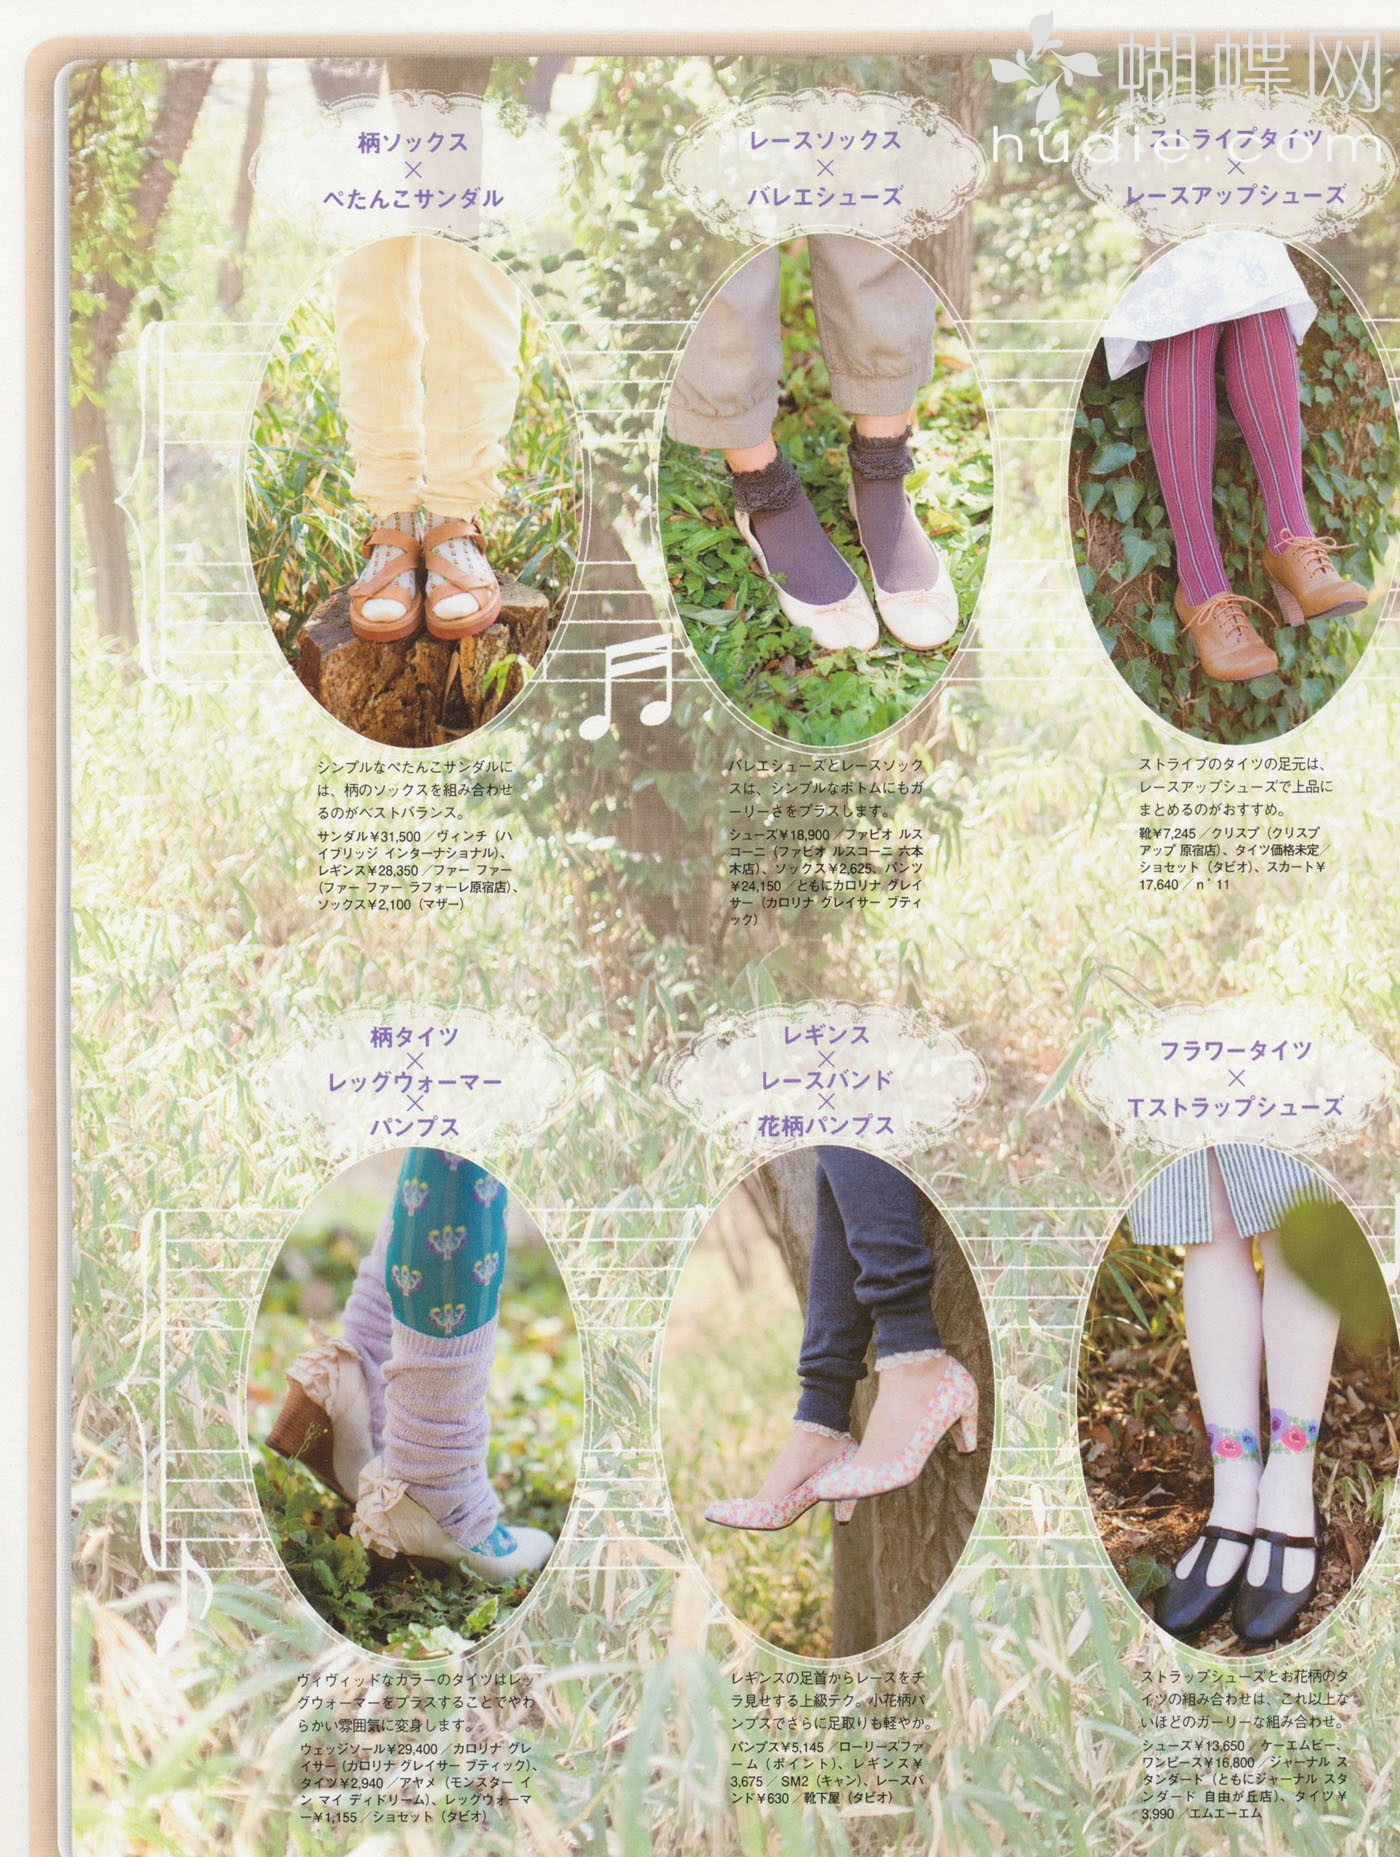 蝴蝶网
hudie.com
柄ソックス
×
ぺたんこサンダル
レースソックス
×
バレエシューズ
ストライプタイツ
×
レースアップシューズ
シンプルなぺたんこサンダルに
は、柄のソックスを組み合わせ
るのがベストバランス。
サンダル¥31,500／ヴィンチ（ハ
イブリッジ インターナショナル）、
レギンス¥28,350／ファー ファー
（ファー ファー ラフォーレ原宿店）、
ソックス¥2,100（マザー）
バレエシューズとレースソック
スは、シンプルなボトムにもガ
ーリーさをプラスします。
シューズ¥18,900／ファビオ ルス
コーニ（ファビオ ルスコーニ 六本
木店）、ソックス¥2,625、パンツ
¥24,150／ともにカロリナ グレイ
サー（カロリナ グレイサー ブティ
ック）
ストライプのタイツの足元は、
レースアップシューズで上品に
まとめるのがおすすめ。
靴¥7,245／クリスプ（クリスプ
アップ 原宿店）、タイツ価格未定／
ショセット（タビオ）、スカート¥
17,640／n°11
柄タイツ
×
レッグウォーマー
×
パンプス
レギンス
×
レースバンド
×
花柄パンプス
フラワータイツ
×
Tストラップシューズ
ヴィヴィッドなカラーのタイツはレッ
グウォーマーをプラスすることでやわ
らかい雰囲気に変身します。
ウェッジソール¥29,400／カロリナ グレ
イサー（カロリナ グレイサー ブティック）、
タイツ¥2,940／アヤメ（モンスター イ
ン マイ ディドリーム）、レッグウォーマ
ー¥1,155／ショセット（タビオ）
レギンスの足首からレースをチ
ラ見せする上級テク。小花柄パ
ンプスでさらに足取りも軽やか。
パンプス¥5,145／ローリーズファ
ーム（ポイント）、レギンス¥
3,675／SM2（キャン）、レースバ
ンド¥630／靴下屋（タビオ）
ストラップシューズとお花柄のタ
イツの組み合わせは、これ以上な
いほどのガーリーな組み合わせ。
シューズ¥13,650／ケーエムビー、
ワンピース¥16,800／ジャーナル ス
タンダード（ともにジャーナル スタ
ンダード 自由が丘店）、タイツ¥
3,990／エムエーエム